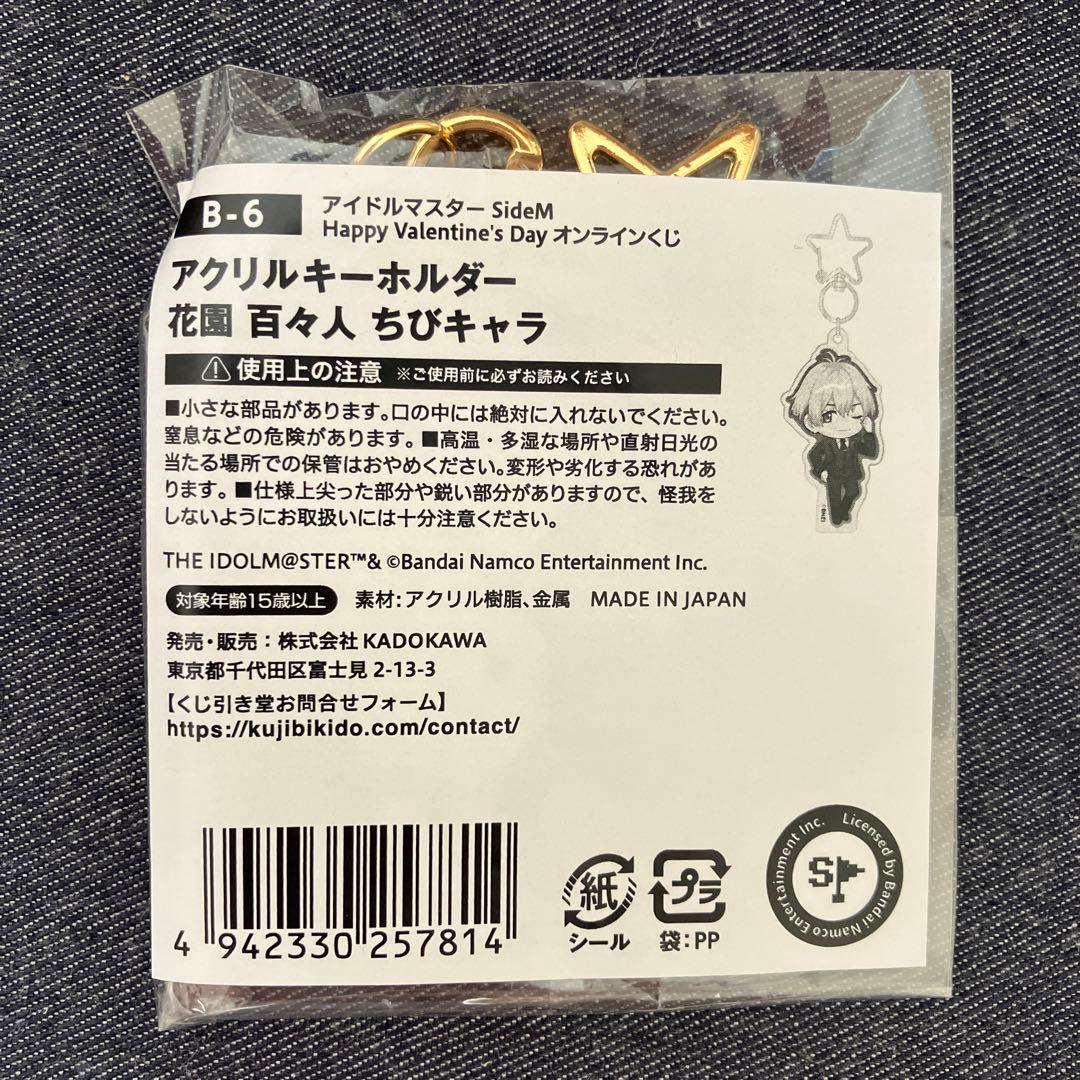 B-6
アイドルマスター SideM
Happy Valentine's Day オンラインくじ
アクリルキーホルダー
花園 百々人 ちびキャラ
⚠使用上の注意 ※ご使用前に必ずお読みください
■小さな部品があります。口の中には絶対に入れないでください。
窒息などの危険があります。■高温・多湿な場所や直射日光の
当たる場所での保管はおやめください。変形や劣化する恐れがあ
ります。■仕様上尖った部分や鋭い部分がありますので、怪我を
しないようにお取扱いには十分注意ください。
THE IDOLM@STER™& ©Bandai Namco Entertainment Inc.
対象年齢15歳以上 素材:アクリル樹脂、金属 MADE IN JAPAN
発売・販売:株式会社KADOKAWA
東京都千代田区富士見 2-13-3
【くじ引き堂お問合せフォーム】
https://kujibikido.com/contact/
4 942330 257814
紙
シール
プラ
袋:PP
Licensed by Bandai Namco Entertainment Inc.
S